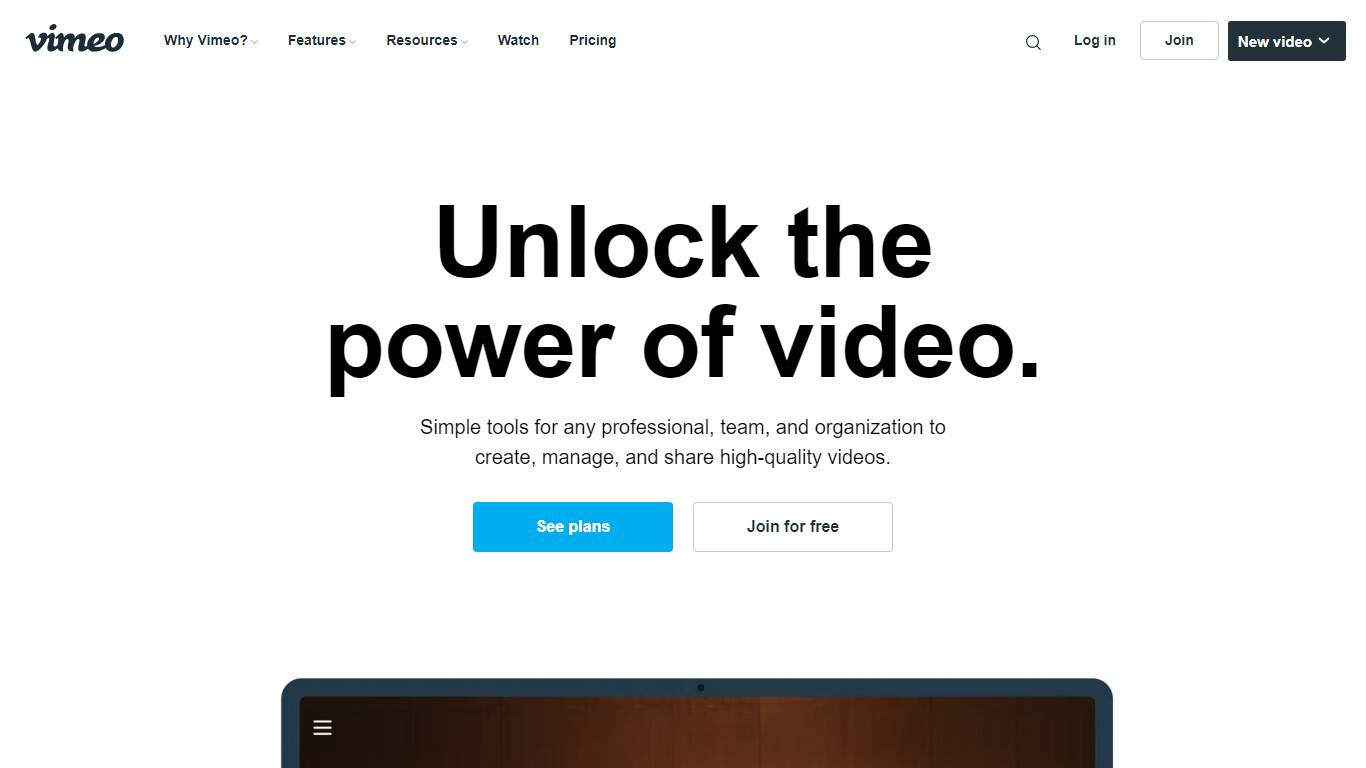 vimeo Why Vimeo? Features Resources Watch Pricing Log in Join New video
Unlock the
power of video.
Simple tools for any professional, team, and organization to
create, manage, and share high-quality videos.
See plans Join for free